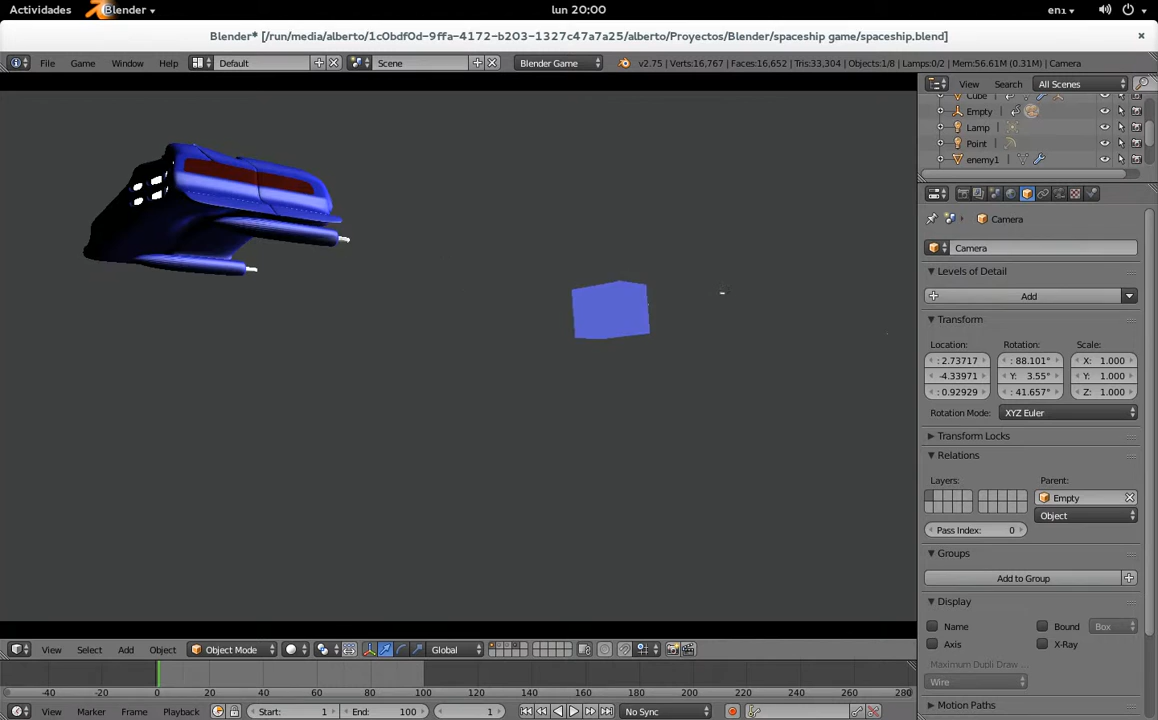 Actividades Blender lun 20:00 en1
Blender* [/run/media/alberto/1c0bdf0d-9ffa-4172-b203-1327c47a7a25/alberto/Proyectos/Blender/spaceship game/spaceship.blend]
File Game Window Help Default Scene Blender Game v2.75 | Verts:16,767 | Faces:16,652 | Tris:33,304 | Objects:1/8 | Lamps:0/2 | Mem:56.61M (0.31M) | Camera
View Search All Scenes
Cube
Empty
Lamp
Point
enemy1
Camera
Camera
Levels of Detail
Add
Transform
Location: Rotation: Scale:
: 2.73717 : 88.101° X: 1.000
-4.33971 Y: 3.55° Y: 1.000
: 0.92929 : 41.657° Z: 1.000
Rotation Mode: XYZ Euler
Transform Locks
Relations
Layers: Parent:
Empty
Object
Pass Index: 0
Groups
Add to Group
Display
Name Bound Box
Axis X-Ray
Maximum Dupli Draw ...
Wire
Motion Paths
View Select Add Object Object Mode Global
-40 -20 0 20 40 60 80 100 120 140 160 180 200 220 240 260 280
View Marker Frame Playback Start: 1 End: 100 1 No Sync